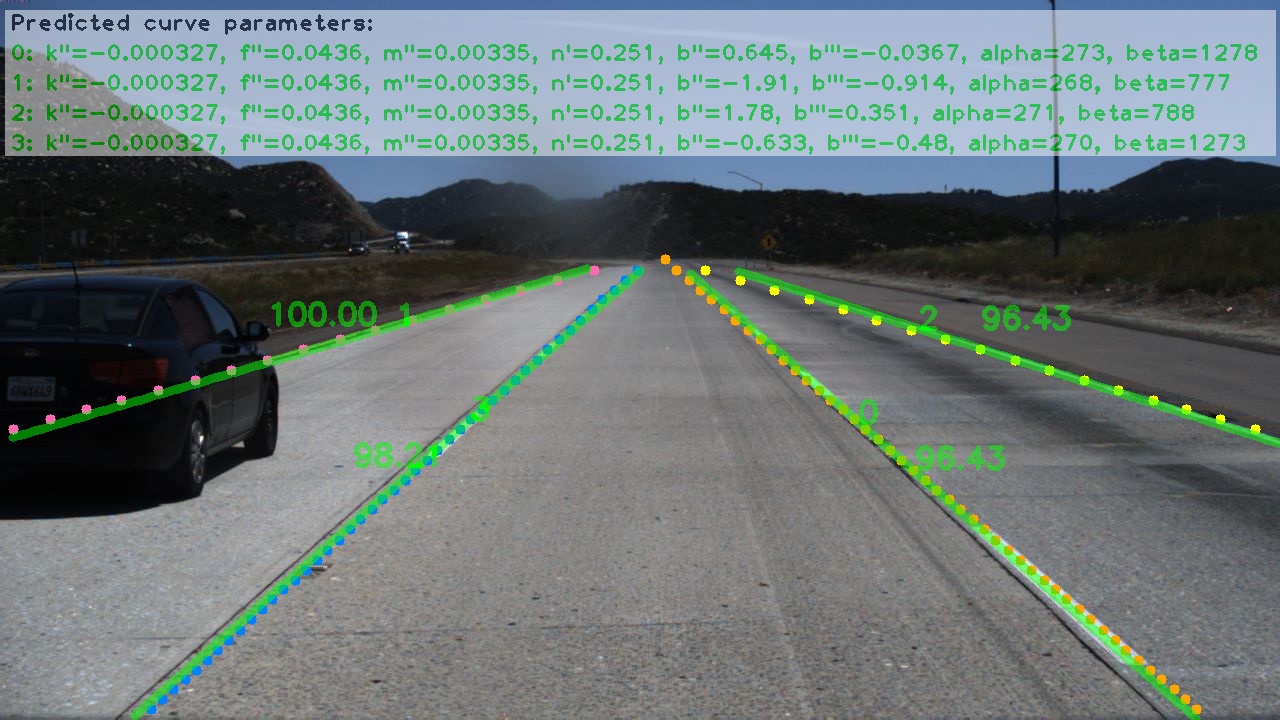 Predicted curve parameters:
0: k''=-0.000327, f''=0.0436, m''=0.00335, n'=0.251, b''=0.645, b'''=-0.0367, alpha=273, beta=1278
1: k''=-0.000327, f''=0.0436, m''=0.00335, n'=0.251, b''=-1.91, b'''=-0.914, alpha=268, beta=777
2: k''=-0.000327, f''=0.0436, m''=0.00335, n'=0.251, b''=1.78, b'''=0.351, alpha=271, beta=788
3: k''=-0.000327, f''=0.0436, m''=0.00335, n'=0.251, b''=-0.633, b'''=-0.48, alpha=270, beta=1273
100.00 1
2 96.43
0
96.43
6RWX649